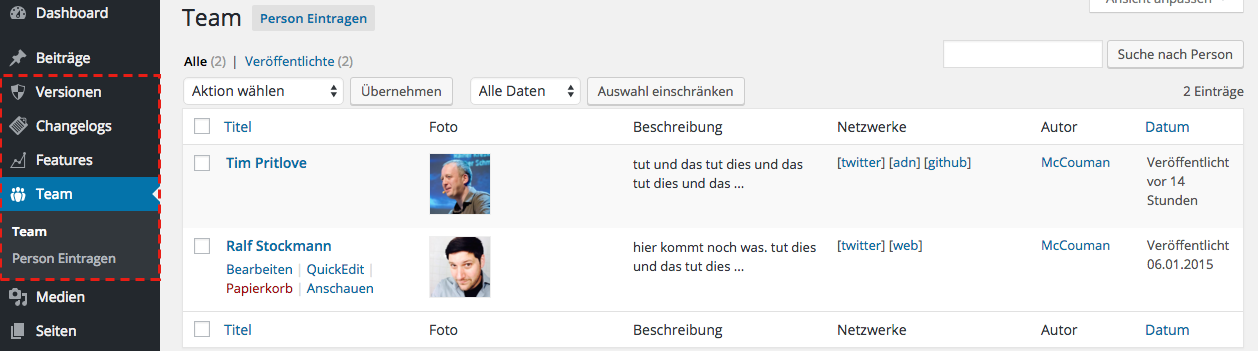 Dashboard
Beiträge
Versionen
Changelogs
Features
Team
Team
Person Eintragen
Medien
Seiten
Ansicht anpassen
Team Person Eintragen
Alle (2) | Veröffentlichte (2)
Suche nach Person
Aktion wählen Übernehmen Alle Daten Auswahl einschränken 2 Einträge
Titel Foto Beschreibung Netzwerke Autor Datum
Tim Pritlove tut und das tut dies und das [twitter] [adn] [github] McCouman Veröffentlicht
tut dies und das ... vor 14
Stunden
Ralf Stockmann hier kommt noch was. tut dies [twitter] [web] McCouman Veröffentlicht
Bearbeiten | QuickEdit | und das tut dies ... 06.01.2015
Papierkorb | Anschauen
Titel Foto Beschreibung Netzwerke Autor Datum